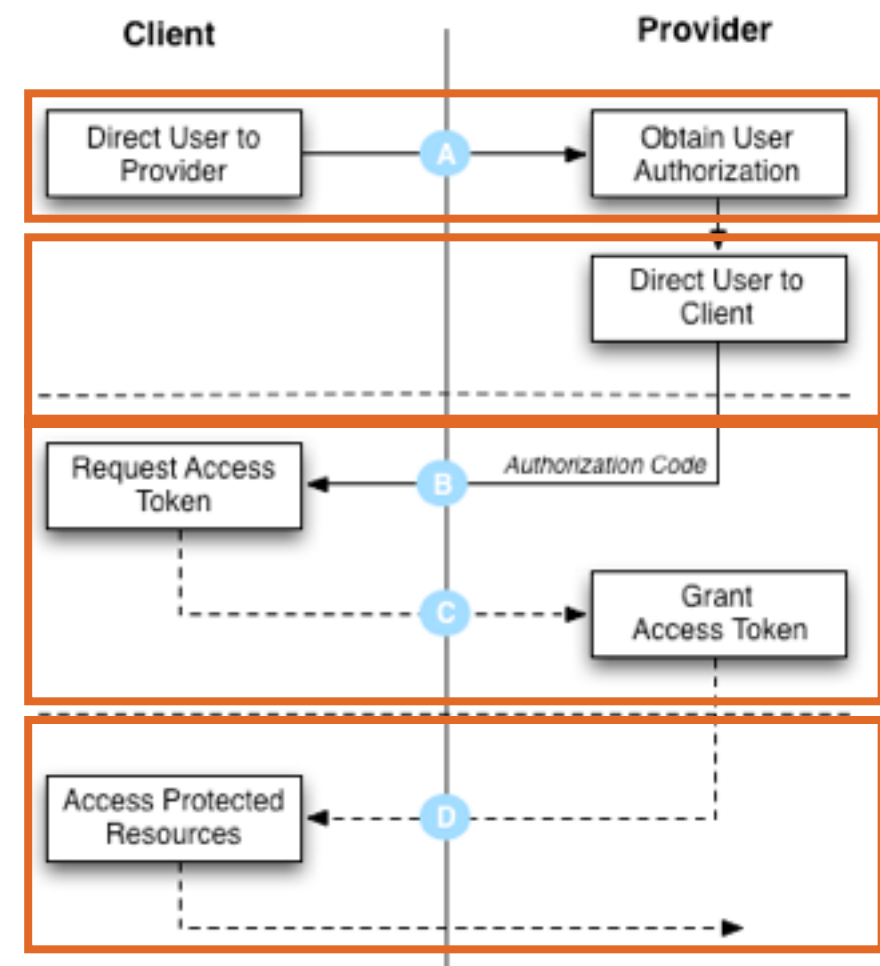 Client
Provider
Direct User to
Provider
A
Obtain User
Authorization
Direct User to
Client
Request Access
Token
B
Authorization Code
C
Grant
Access Token
Access Protected
Resources
D